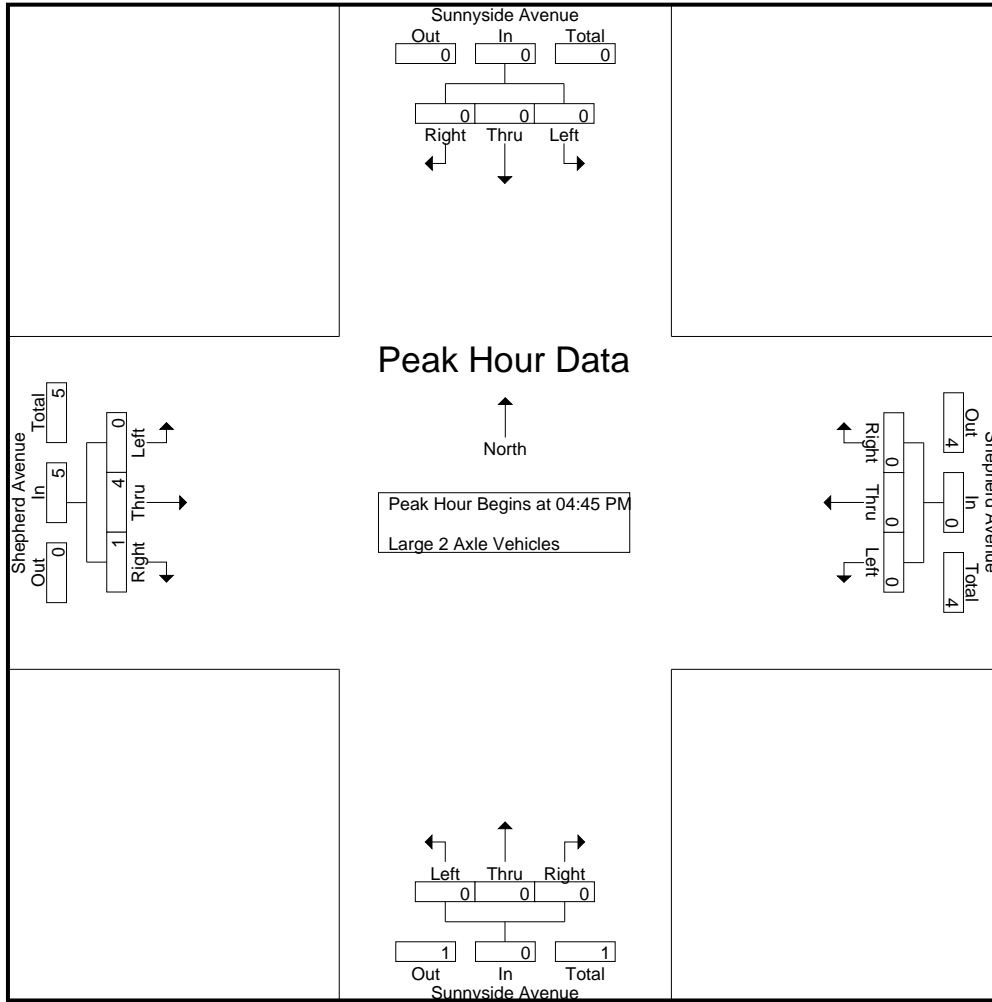 Sunnyside Avenue
Out In Total
0 0 0
0 0 0
Right Thru Left
Peak Hour Data
North
Peak Hour Begins at 04:45 PM
Large 2 Axle Vehicles
Shepherd Avenue
Out In Total
0 5 5
Right Thru Left
1 4 0
Shepherd Avenue
Out In Total
4 0 4
Right Thru Left
0 0 0
Left Thru Right
0 0 0
1 0 1
Out In Total
Sunnyside Avenue